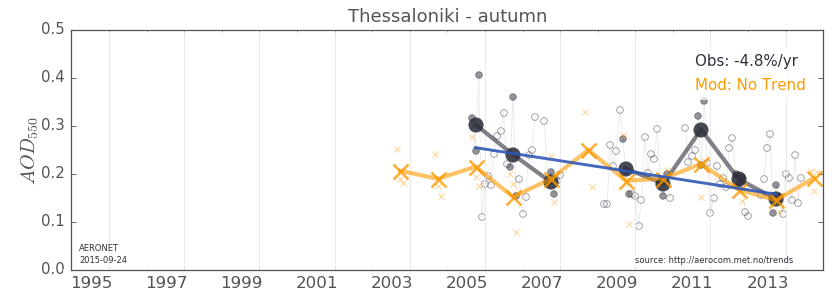 Thessaloniki - autumn
0.5
0.4
0.3
0.2
0.1
0.0
AOD550
Obs: -4.8%/yr
Mod: No Trend
AERONET
2015-09-24
source: http://aerocom.met.no/trends
1995 1997 1999 2001 2003 2005 2007 2009 2011 2013